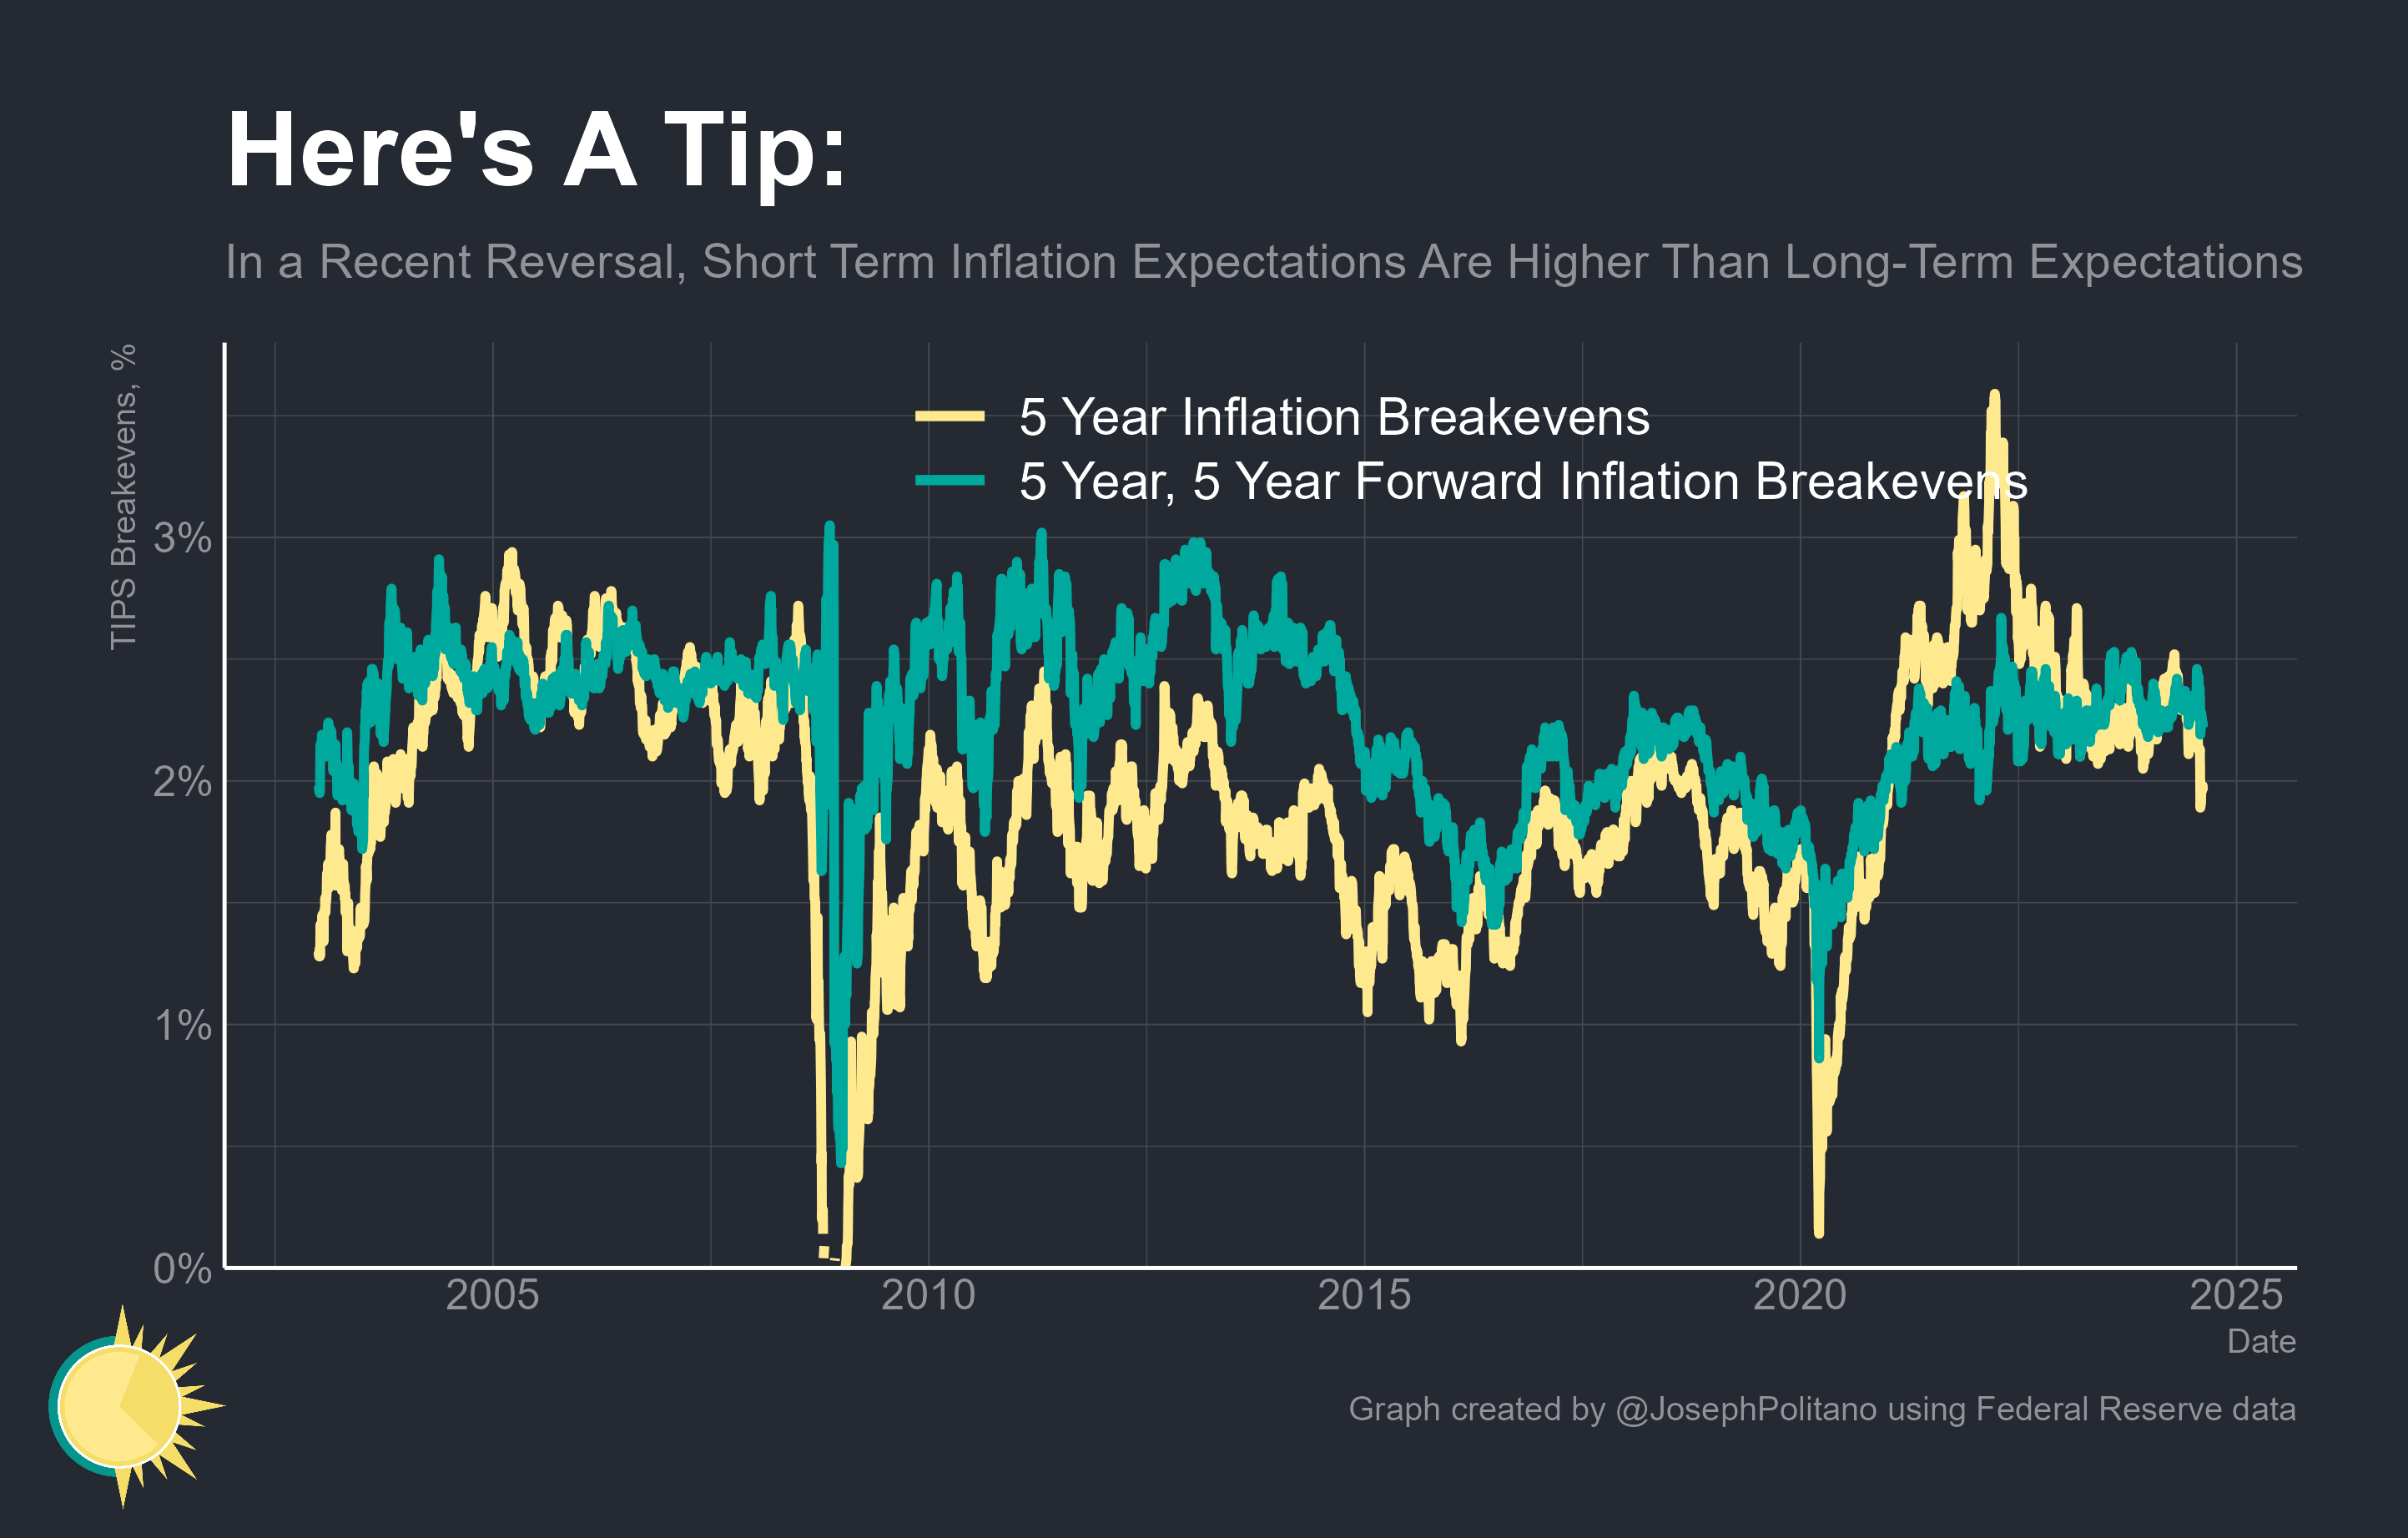 Here's A Tip:
In a Recent Reversal, Short Term Inflation Expectations Are Higher Than Long-Term Expectations
TIPS Breakevens, %
5 Year Inflation Breakevens
5 Year, 5 Year Forward Inflation Breakevens
3%
2%
1%
0%
2005 2010 2015 2020 2025
Date
Graph created by @JosephPolitano using Federal Reserve data